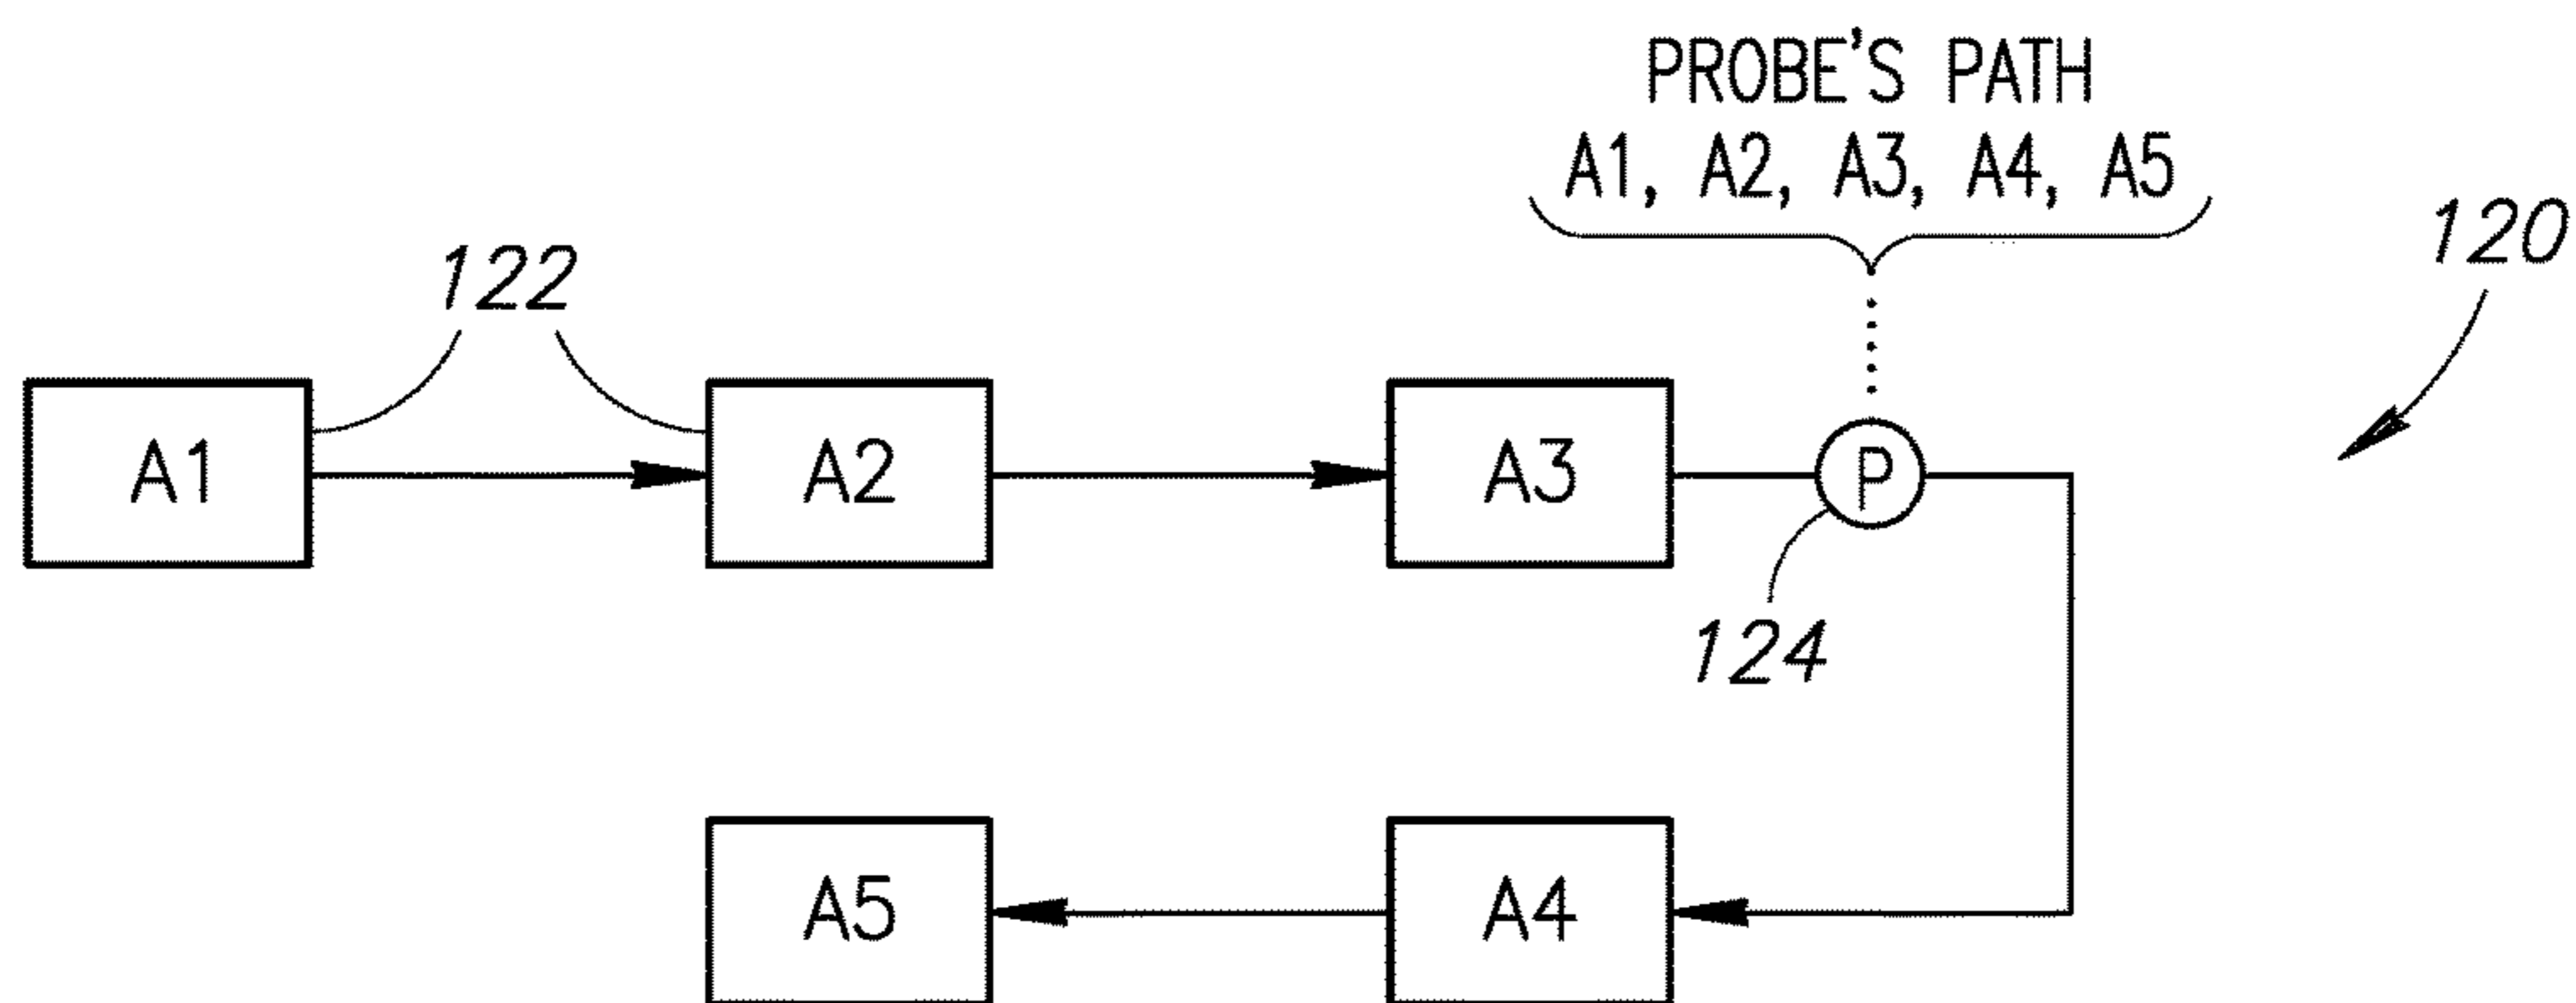 PROBE'S PATH
A1, A2, A3, A4, A5
120
122
A1
A2
A3
P
124
A5
A4